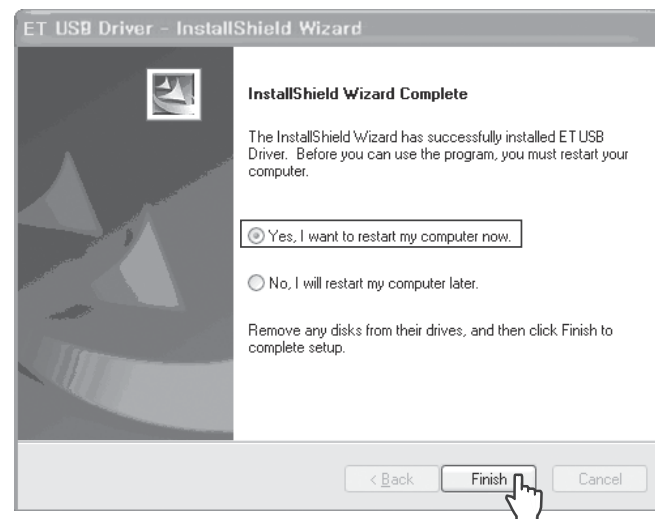 ET USB Driver - InstallShield Wizard
InstallShield Wizard Complete
The InstallShield Wizard has successfully installed ET USB
Driver. Before you can use the program, you must restart your
computer.
Yes, I want to restart my computer now.
No, I will restart my computer later.
Remove any disks from their drives, and then click Finish to
complete setup.
< Back
Finish
Cancel